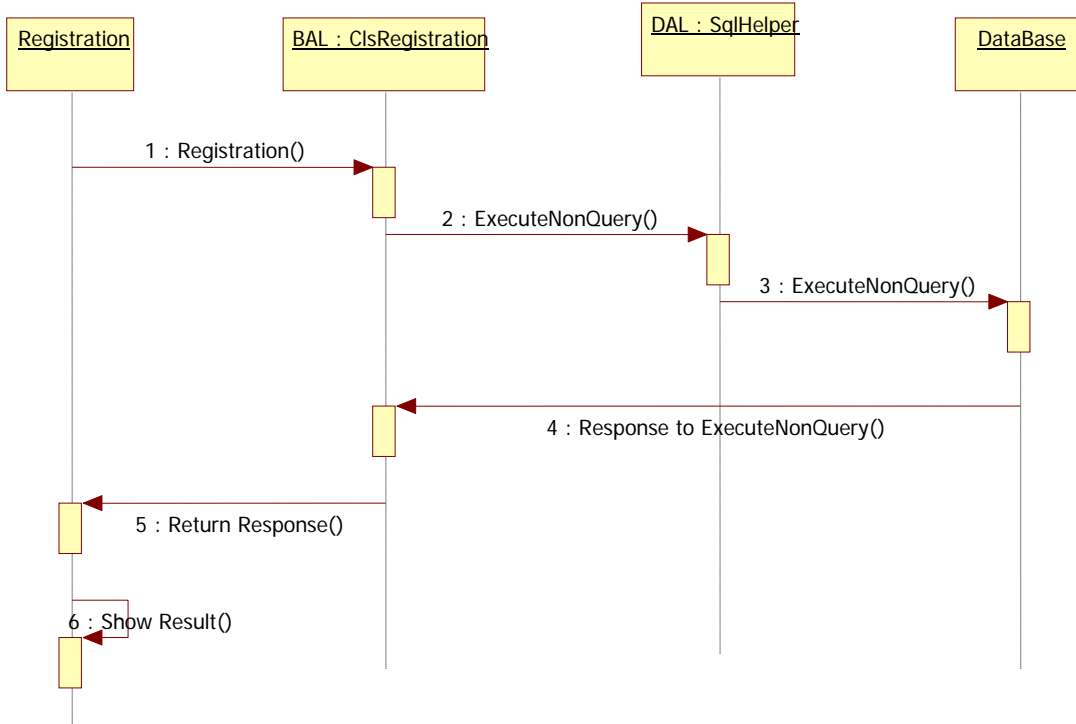 Registration
BAL : ClsRegistration
DAL : SqlHelper
DataBase
1 : Registration()
2 : ExecuteNonQuery()
3 : ExecuteNonQuery()
4 : Response to ExecuteNonQuery()
5 : Return Response()
6 : Show Result()